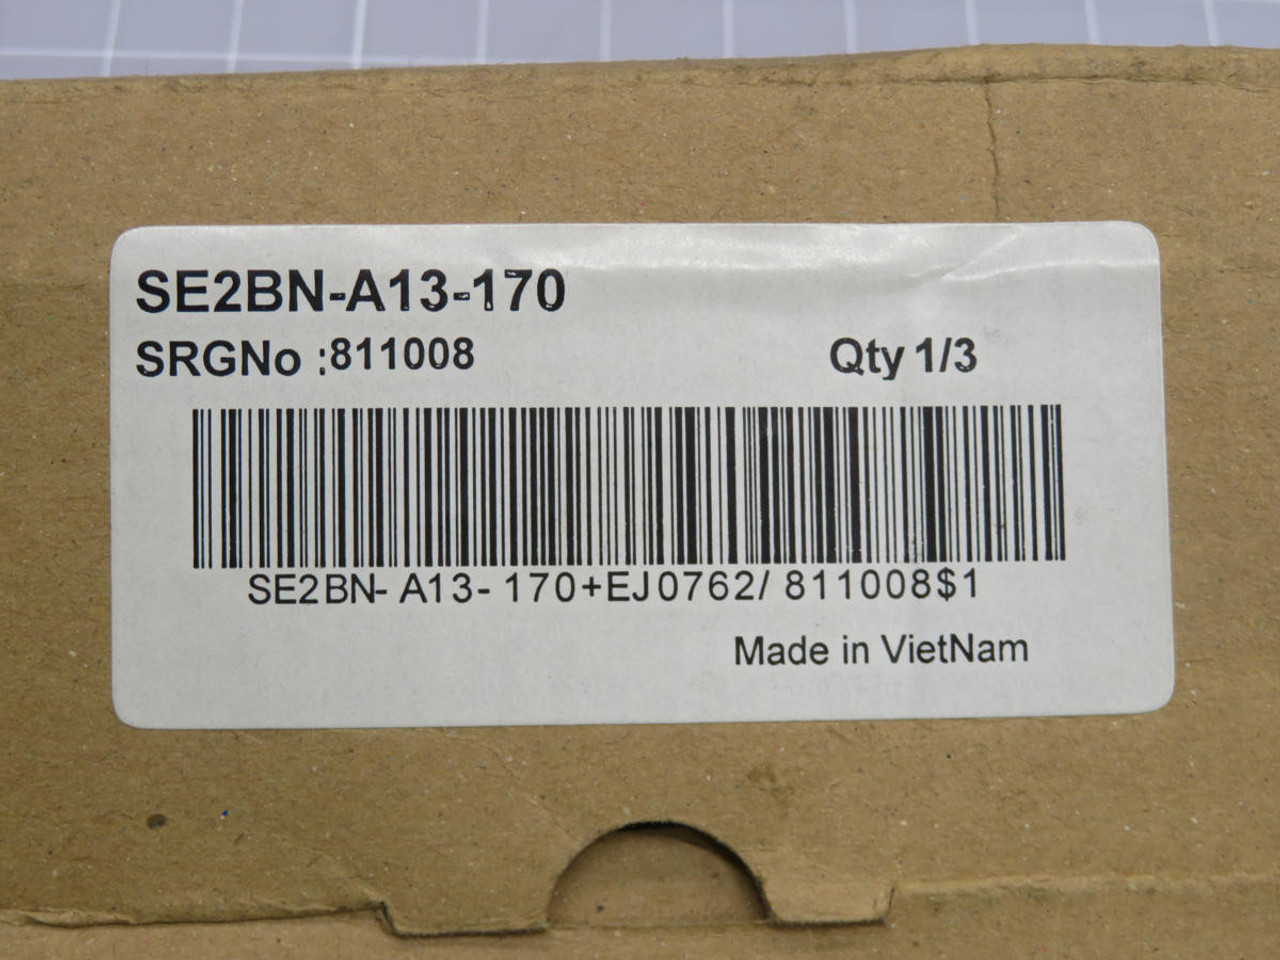 SE2BN-A13-170
SRGNo :811008 Qty 1/3
SE2BN-A13-170+EJ0762/811008$1
Made in VietNam